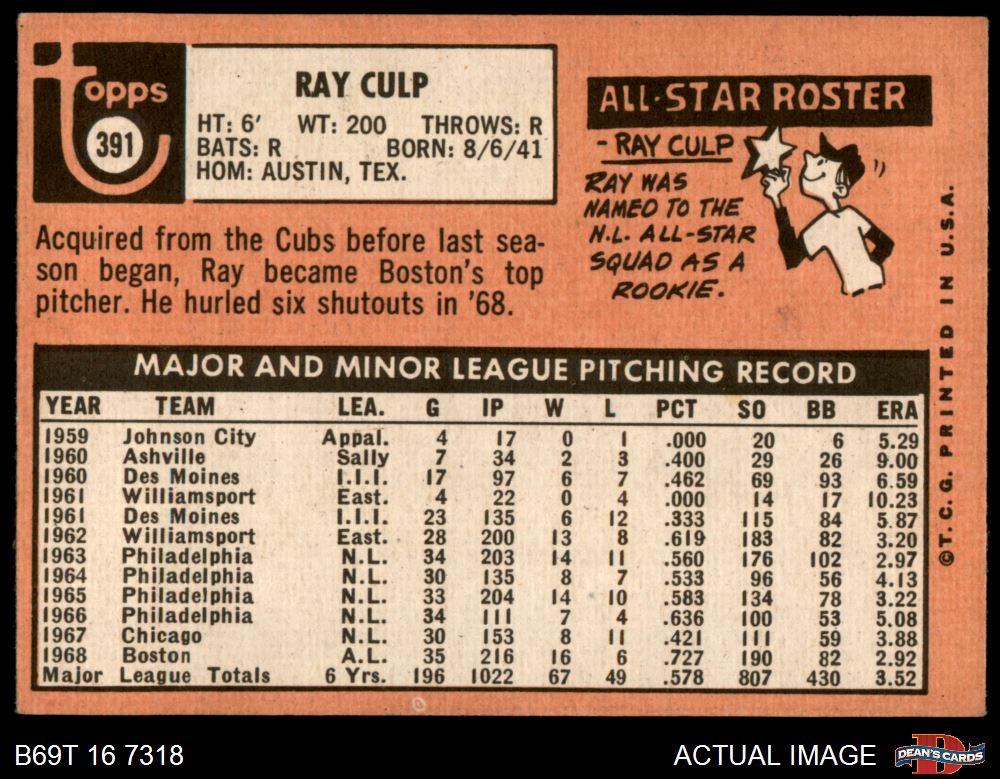 topps
391
RAY CULP
HT: 6' WT: 200 THROWS: R
BATS: R BORN: 8/6/41
HOM: AUSTIN, TEX.
Acquired from the Cubs before last sea-
son began, Ray became Boston's top
pitcher. He hurled six shutouts in '68.
ALL-STAR ROSTER
- RAY CULP
RAY WAS
NAMED TO THE
N.L. ALL-STAR
SQUAD AS A
ROOKIE.
MAJOR AND MINOR LEAGUE PITCHING RECORD
YEAR TEAM LEA. G IP W L PCT SO BB ERA
1959 Johnson City Appal. 4 17 0 1 .000 20 6 5.29
1960 Ashville Sally 7 34 2 3 .400 29 26 9.00
1960 Des Moines I.I.I. 17 97 6 7 .462 69 93 6.59
1961 Williamsport East. 4 22 0 4 .000 14 17 10.23
1961 Des Moines I.I.I. 23 135 6 12 .333 115 84 5.87
1962 Williamsport East. 28 200 13 8 .619 183 82 3.20
1963 Philadelphia N.L. 34 203 14 11 .560 176 102 2.97
1964 Philadelphia N.L. 30 135 8 7 .533 96 56 4.13
1965 Philadelphia N.L. 33 204 14 10 .583 134 78 3.22
1966 Philadelphia N.L. 34 111 7 4 .636 100 53 5.08
1967 Chicago N.L. 30 153 8 11 .421 111 59 3.88
1968 Boston A.L. 35 216 16 6 .727 190 82 2.92
Major League Totals 6 Yrs. 196 1022 67 49 .578 807 430 3.52
© T. C. G. PRINTED IN U.S.A.
B69T 16 7318
ACTUAL IMAGE
D
DEAN'S CARDS